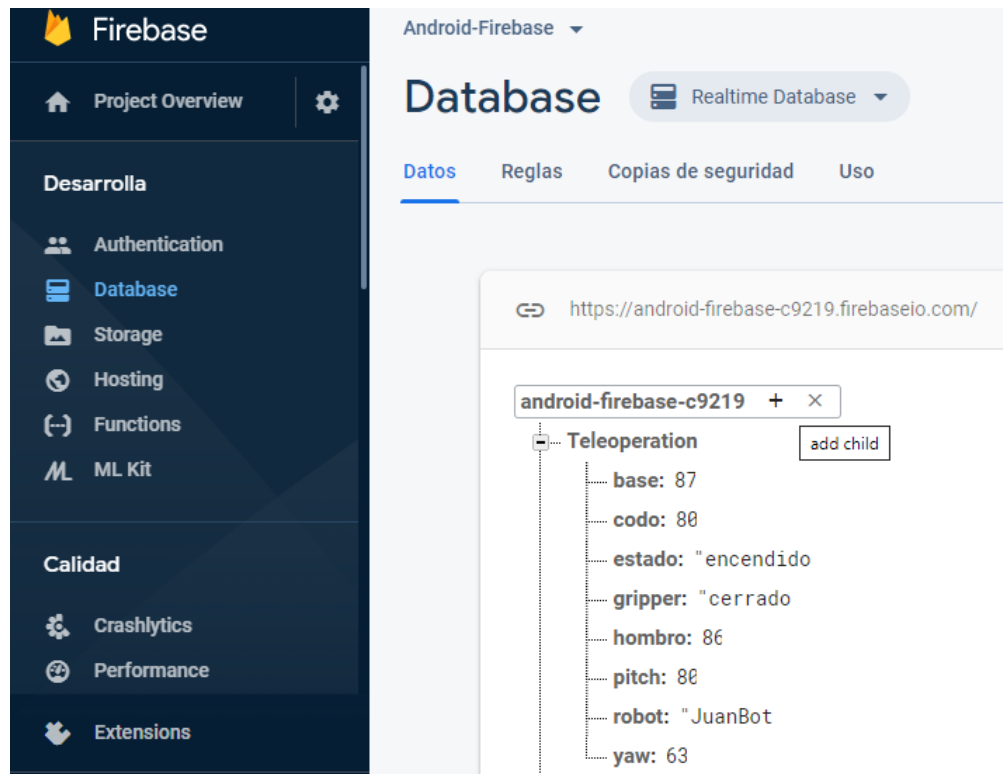 Firebase
Project Overview
Desarrolla
Authentication
Database
Storage
Hosting
Functions
ML Kit
Calidad
Crashlytics
Performance
Extensions
Android-Firebase
Database
Realtime Database
Datos Reglas Copias de seguridad Uso
https://android-firebase-c9219.firebaseio.com/
android-firebase-c9219 + ×
add child
Teleoperation
base: 87
codo: 80
estado: "encendido
gripper: "cerrado
hombro: 86
pitch: 80
robot: "JuanBot
yaw: 63